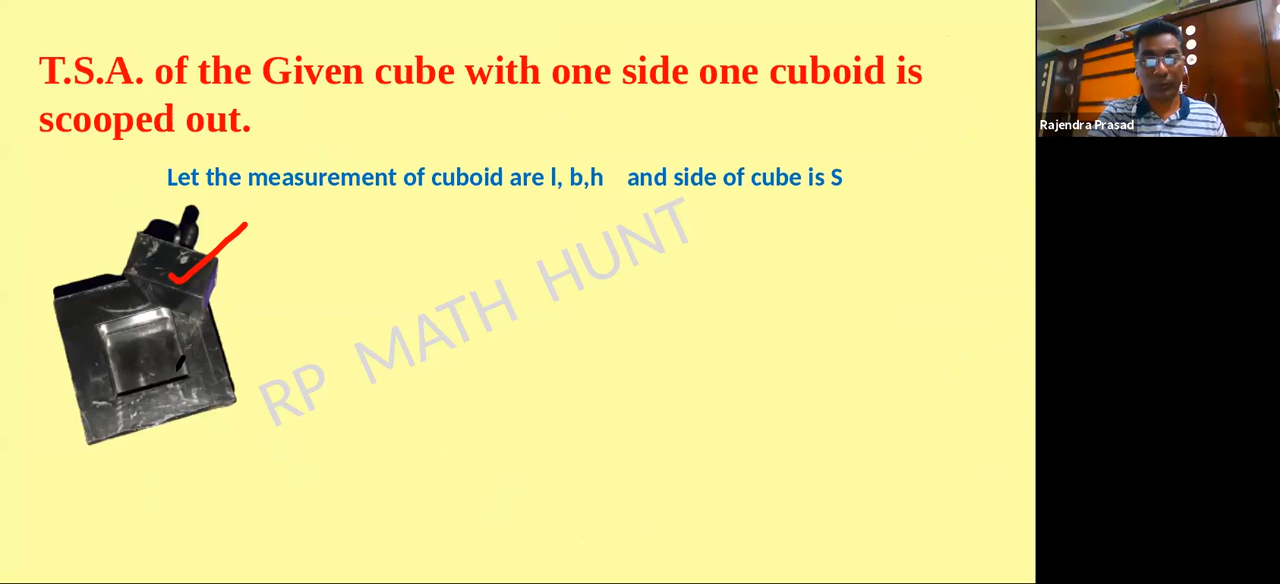 T.S.A. of the Given cube with one side one cuboid is
scooped out.
Let the measurement of cuboid are l, b,h and side of cube is S
RP MATH HUNT
Rajendra Prasad